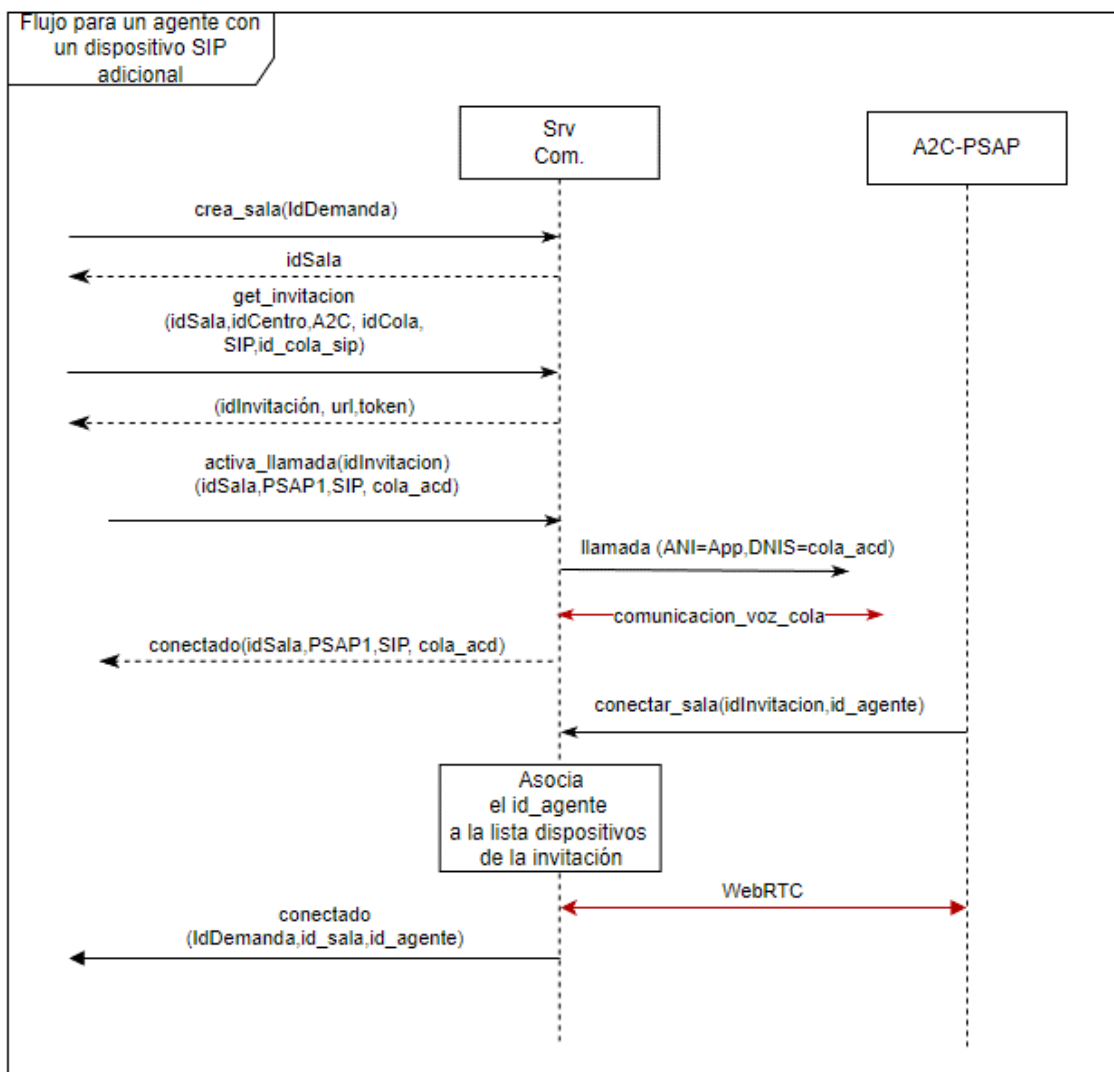 Flujo para un agente con
un dispositivo SIP
adicional
Srv
Com.
A2C-PSAP
crea_sala(IdDemanda)
idSala
get_invitacion
(idSala,idCentro,A2C, idCola,
SIP,id_cola_sip)
(idInvitación, url,token)
activa_llamada(idInvitacion)
(idSala,PSAP1,SIP, cola_acd)
llamada (ANI=App,DNIS=cola_acd)
comunicacion_voz_cola
conectado(idSala,PSAP1,SIP, cola_acd)
conectar_sala(idInvitacion,id_agente)
Asocia
el id_agente
a la lista dispositivos
de la invitación
WebRTC
conectado
(IdDemanda,id_sala,id_agente)